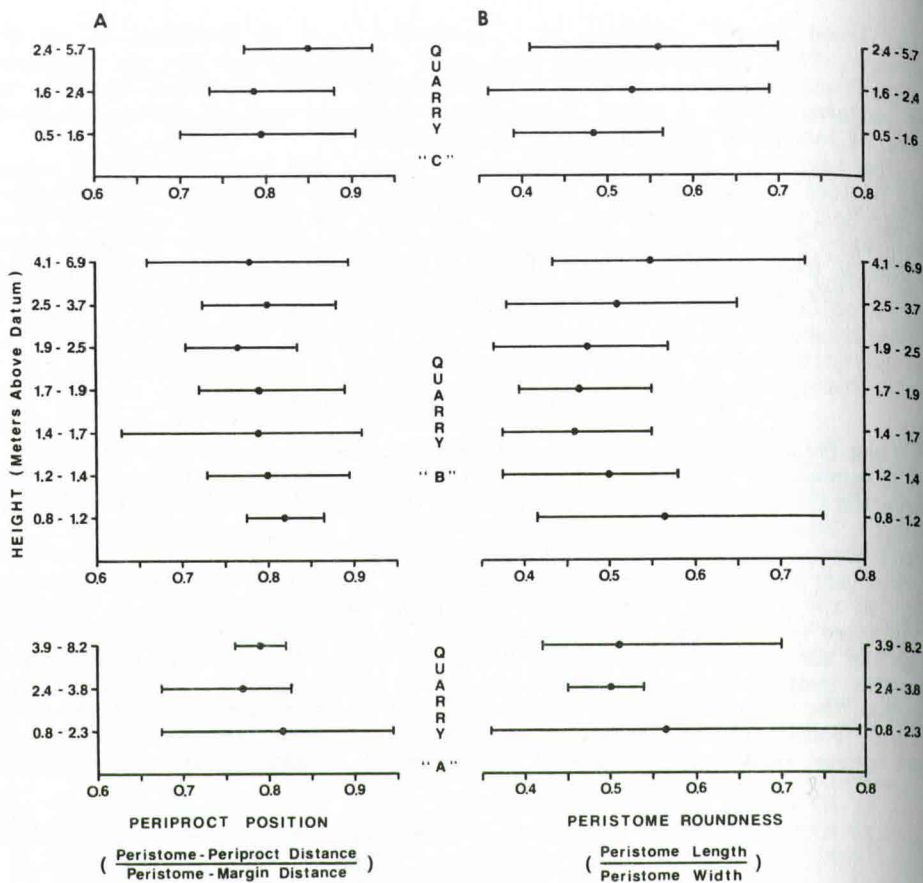 A
B
2.4 - 5.7
1.6 - 2.4
0.5 - 1.6
0.6 0.7 0.8 0.9
QUARRY
"C"
2.4 - 5.7
1.6 - 2.4
0.5 - 1.6
0.4 0.5 0.6 0.7 0.8
HEIGHT (Meters Above Datum)
4.1 - 6.9
2.5 - 3.7
1.9 - 2.5
1.7 - 1.9
1.4 - 1.7
1.2 - 1.4
0.8 - 1.2
0.6 0.7 0.8 0.9
QUARRY
"B"
4.1 - 6.9
2.5 - 3.7
1.9 - 2.5
1.7 - 1.9
1.4 - 1.7
1.2 - 1.4
0.8 - 1.2
0.4 0.5 0.6 0.7 0.8
3.9 - 8.2
2.4 - 3.8
0.8 - 2.3
0.6 0.7 0.8 0.9
QUARRY
"A"
3.9 - 8.2
2.4 - 3.8
0.8 - 2.3
0.4 0.5 0.6 0.7 0.8
PERIPROCT POSITION
( Peristome - Periproct Distance
Peristome - Margin Distance )
PERISTOME ROUNDNESS
( Peristome Length
Peristome Width )